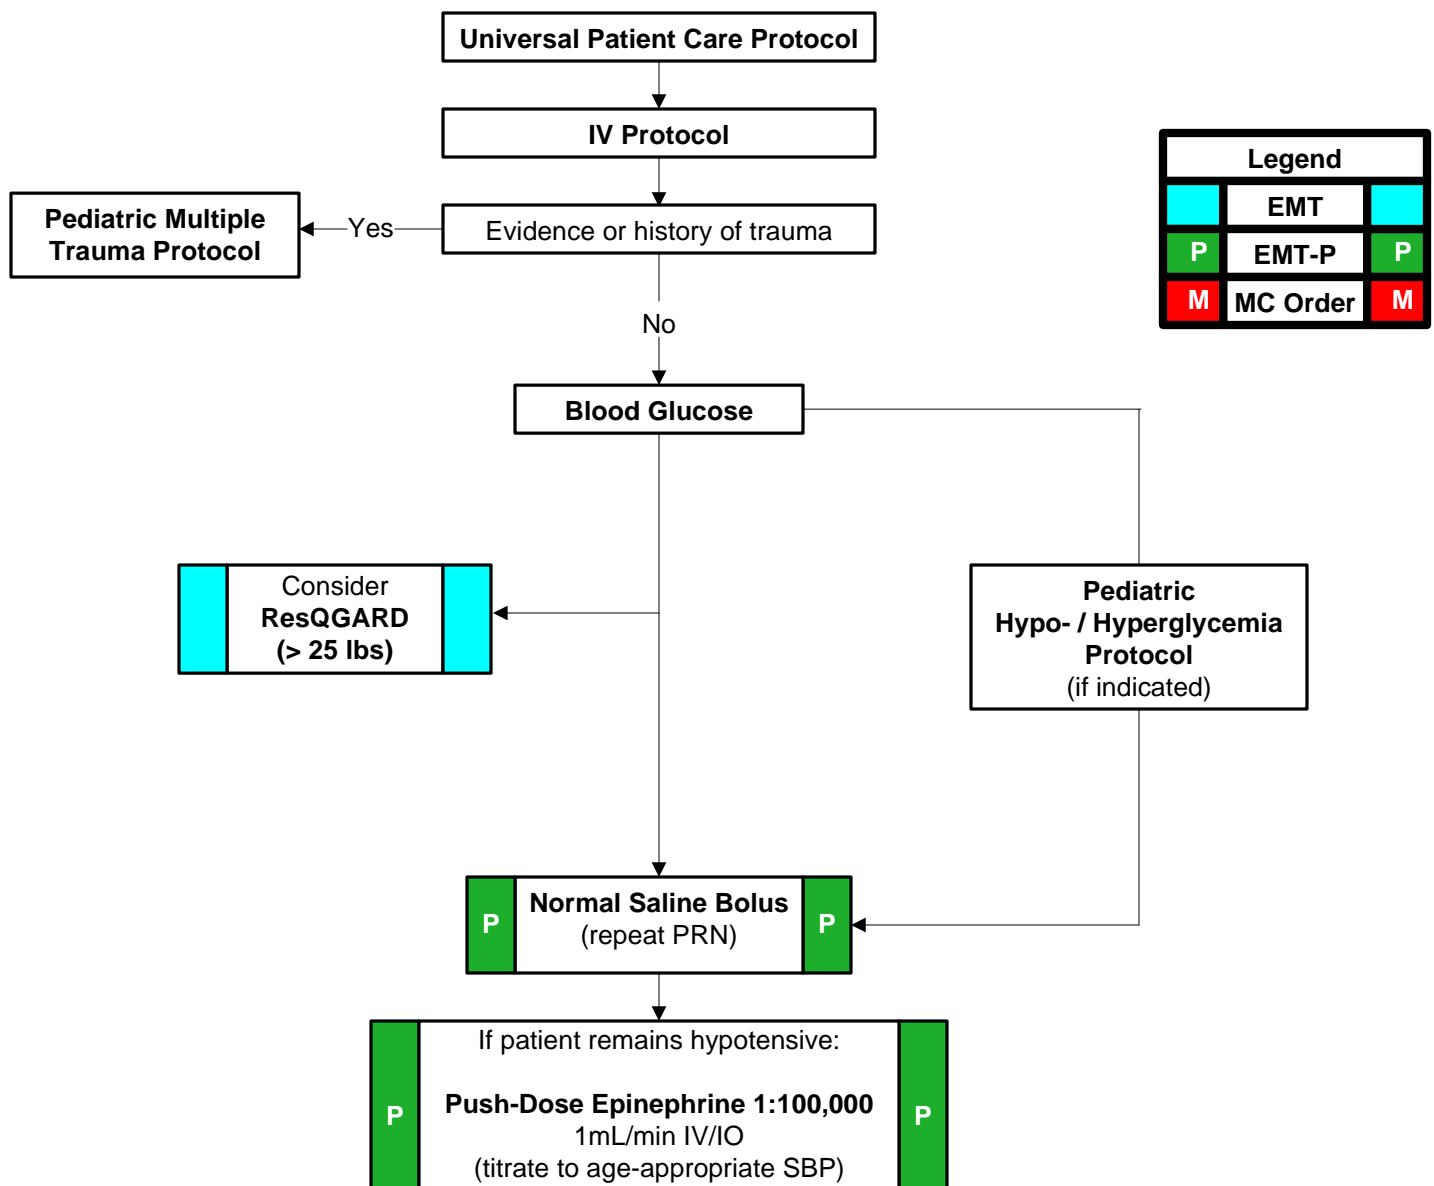 Universal Patient Care Protocol
IV Protocol
Pediatric Multiple
Trauma Protocol
Yes
Evidence or history of trauma
Legend
EMT
P EMT-P P
M MC Order M
No
Blood Glucose
Consider
ResQGARD
(> 25 lbs)
Pediatric
Hypo- / Hyperglycemia
Protocol
(if indicated)
P
Normal Saline Bolus
(repeat PRN)
P
If patient remains hypotensive:
P
Push-Dose Epinephrine 1:100,000
1mL/min IV/IO
(titrate to age-appropriate SBP)
P